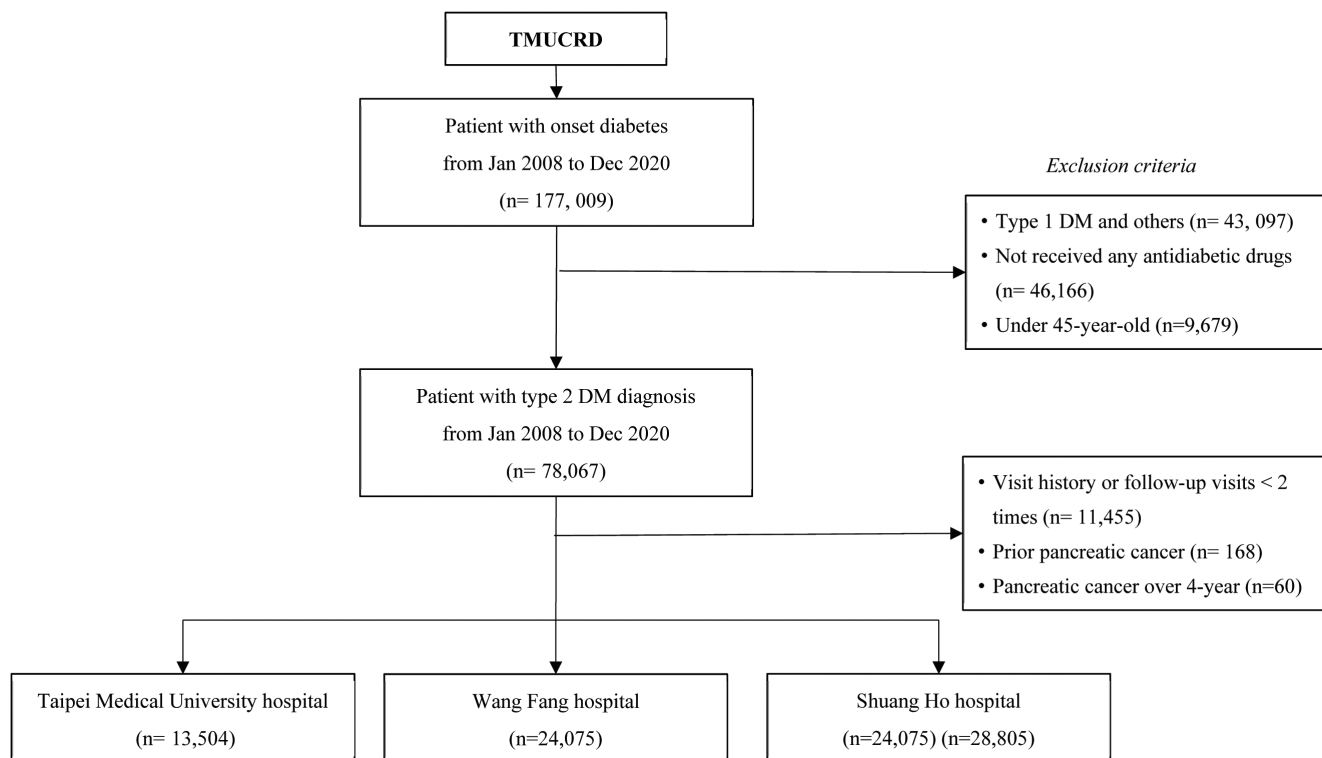 TMUCRD
Patient with onset diabetes
from Jan 2008 to Dec 2020
(n= 177, 009)
Exclusion criteria
• Type 1 DM and others (n= 43, 097)
• Not received any antidiabetic drugs
(n= 46,166)
• Under 45-year-old (n=9,679)
Patient with type 2 DM diagnosis
from Jan 2008 to Dec 2020
(n= 78,067)
• Visit history or follow-up visits < 2
times (n= 11,455)
• Prior pancreatic cancer (n= 168)
• Pancreatic cancer over 4-year (n=60)
Taipei Medical University hospital
(n= 13,504)
Wang Fang hospital
(n=24,075)
Shuang Ho hospital
(n=24,075) (n=28,805)